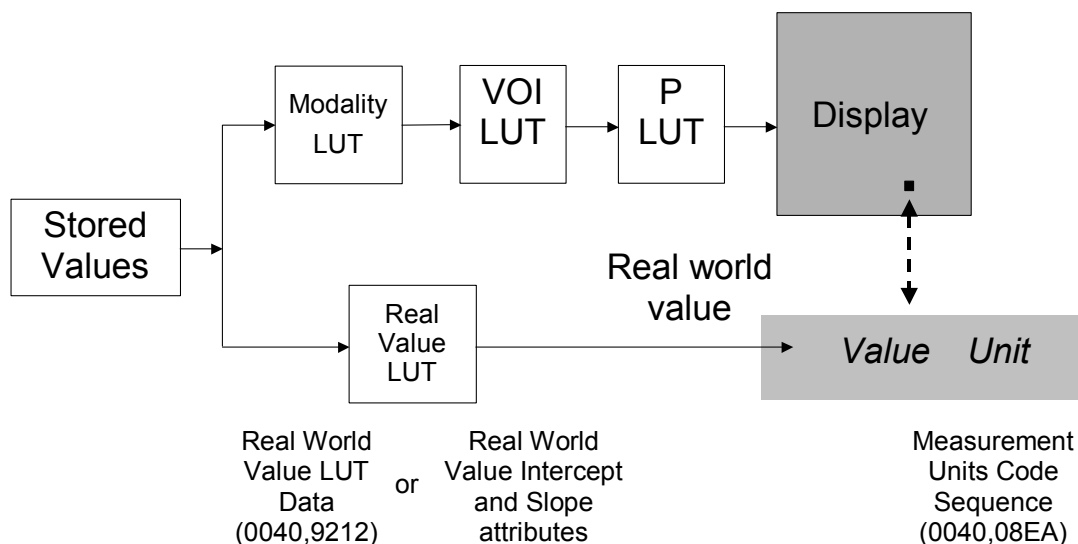 Modality
LUT
VOI
LUT
P
LUT
Display
Stored
Values
Real world
value
Real
Value
LUT
Value Unit
Real World
Value LUT
Data
(0040,9212)
or
Real World
Value Intercept
and Slope
attributes
Measurement
Units Code
Sequence
(0040,08EA)